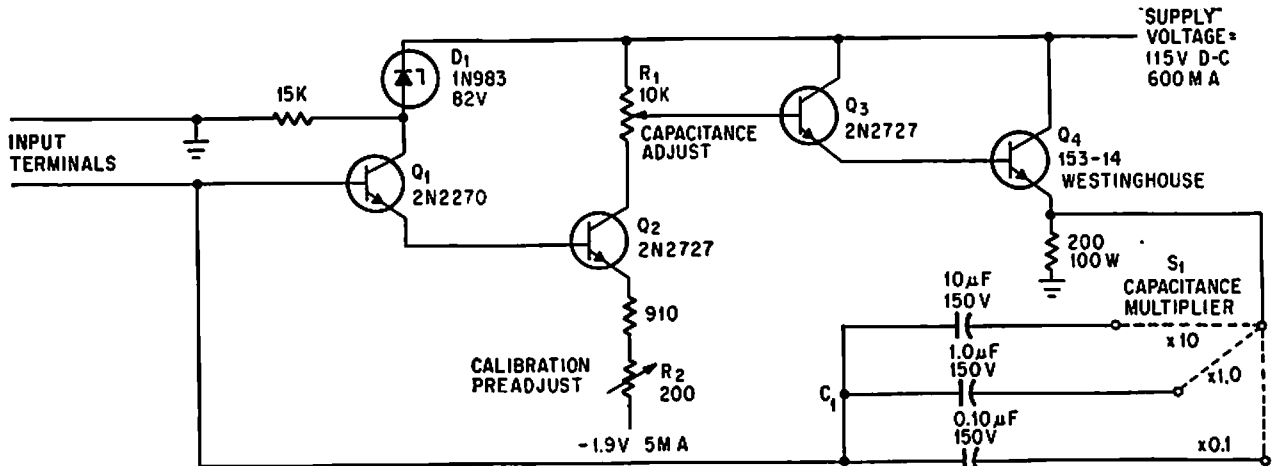 SUPPLY
VOLTAGE=
115V D-C
600 MA
D1
1N983
82V
R1
10K
CAPACITANCE
ADJUST
Q3
2N2727
15K
INPUT
TERMINALS
Q4
153-14
WESTINGHOUSE
Q1
2N2270
Q2
2N2727
200
100W
S1
CAPACITANCE
MULTIPLIER
10µF
150V
x10
910
1.0µF
150V
x1.0
CALIBRATION
PREADJUST
R2
200
C1
0.10µF
150V
x0.1
-1.9V 5MA